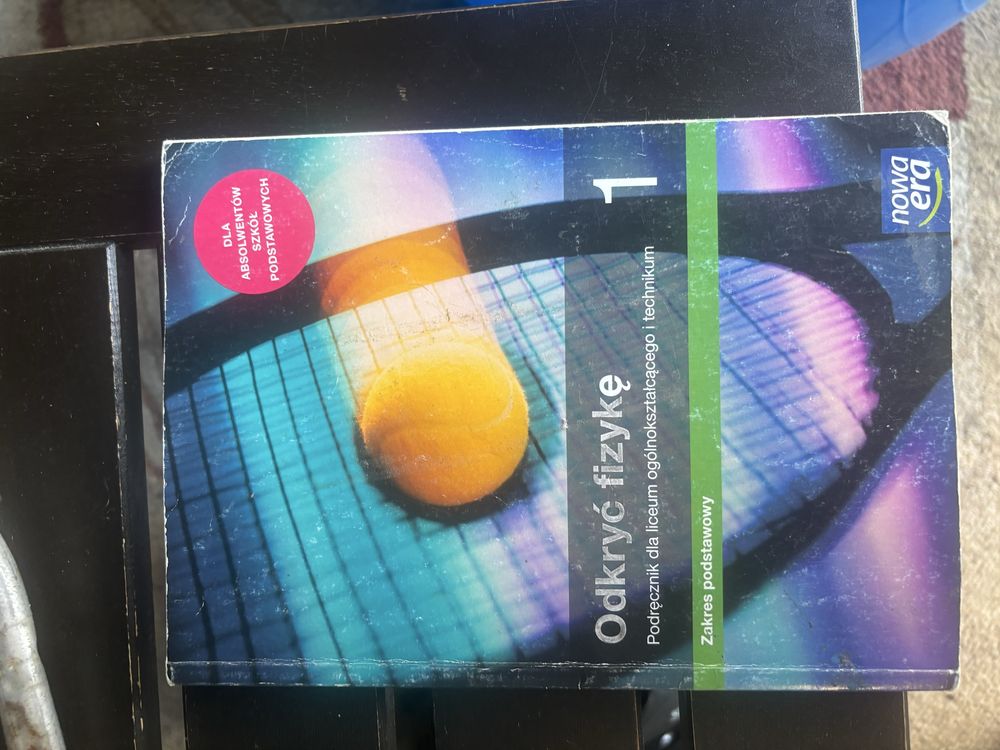 DLA
ABSOLWENTÓW
SZKÓŁ
PODSTAWOWYCH
Odkryć fizykę 1
Podręcznik dla liceum ogólnokształcącego i technikum
Zakres podstawowy
nowa
era